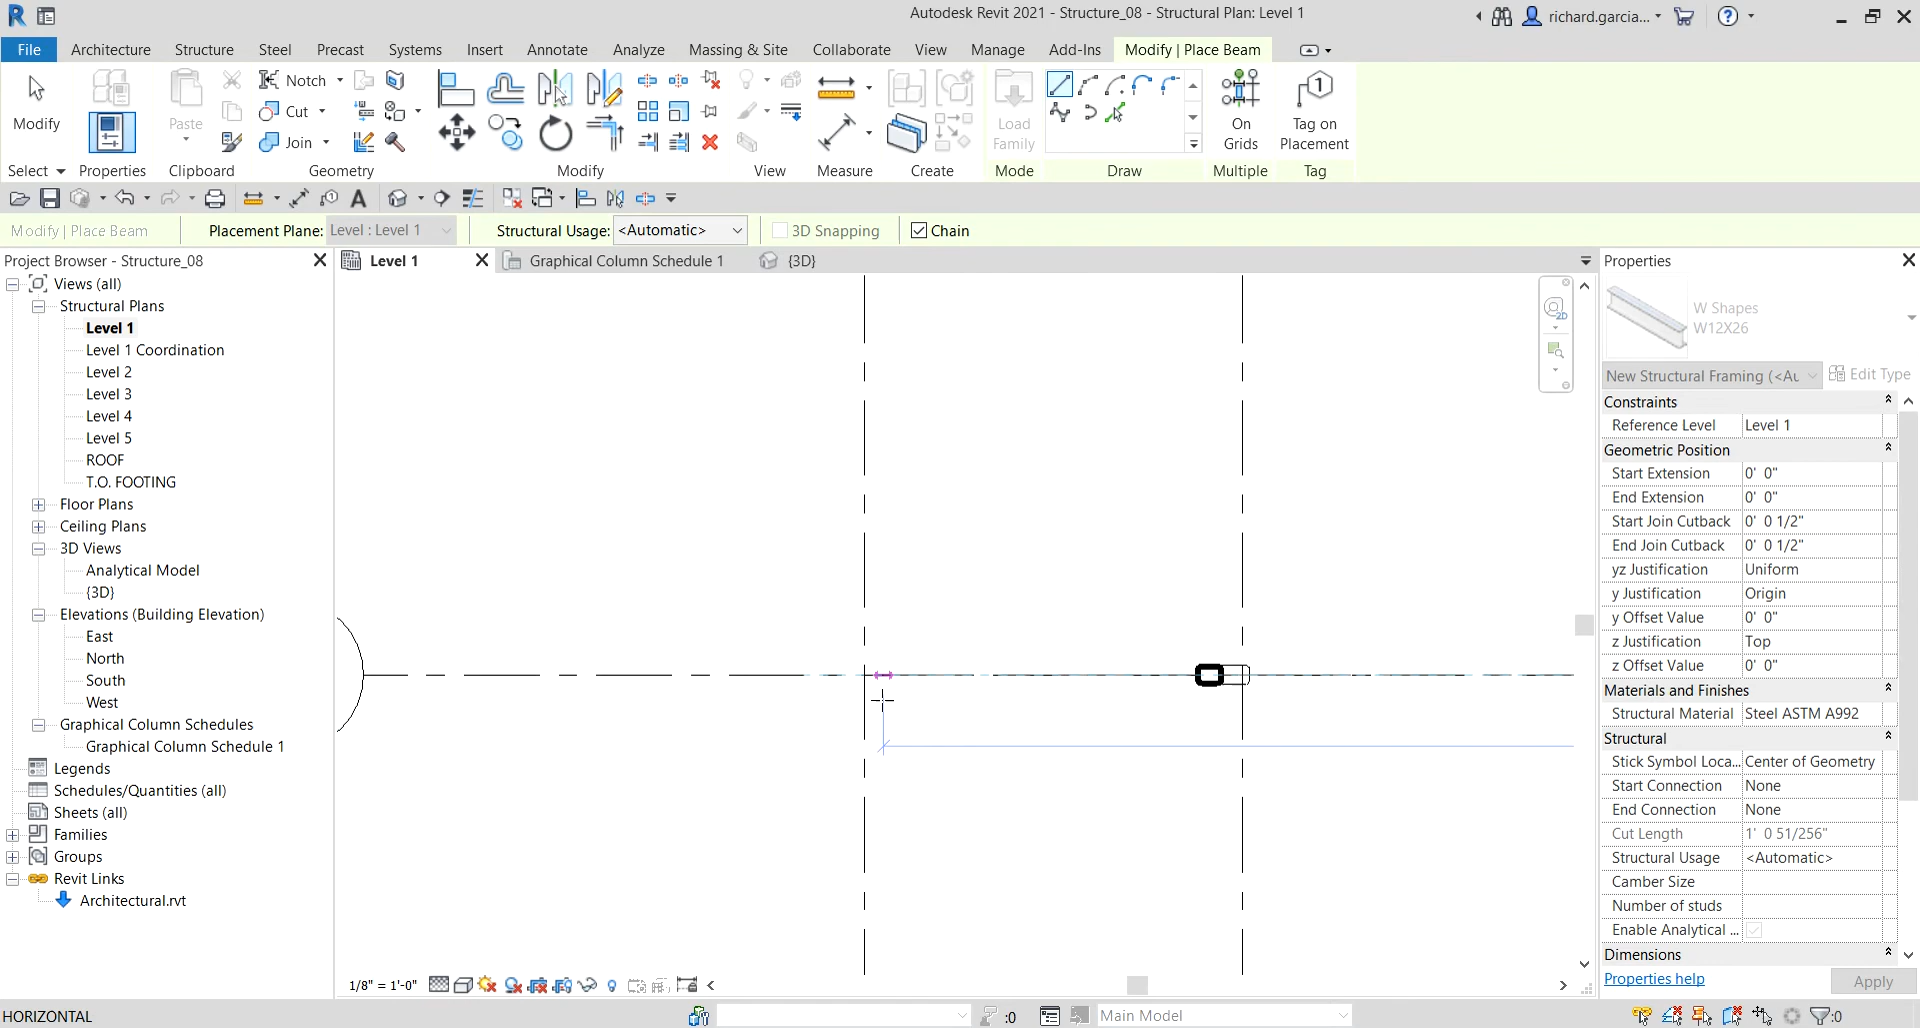 Autodesk Revit 2021 - Structure_08 - Structural Plan: Level 1
richard.garcia...
File Architecture Structure Steel Precast Systems Insert Annotate Analyze Massing & Site Collaborate View Manage Add-Ins Modify | Place Beam
Modify
Paste
Notch
Cut
Join
Load
Family
On
Grids
1
Tag on
Placement
Select Properties Clipboard Geometry Modify View Measure Create Mode Draw Multiple Tag
Modify | Place Beam
Placement Plane: Level : Level 1
Structural Usage: <Automatic>
3D Snapping
Chain
Project Browser - Structure_08
Level 1
Graphical Column Schedule 1
{3D}
Properties
Views (all)
Structural Plans
Level 1
Level 1 Coordination
Level 2
Level 3
Level 4
Level 5
ROOF
T.O. FOOTING
Floor Plans
Ceiling Plans
3D Views
Analytical Model
{3D}
Elevations (Building Elevation)
East
North
South
West
Graphical Column Schedules
Graphical Column Schedule 1
Legends
Schedules/Quantities (all)
Sheets (all)
Families
Groups
Revit Links
Architectural.rvt
2D
W Shapes
W12X26
New Structural Framing (<Au
Edit Type
Constraints
Reference Level Level 1
Geometric Position
Start Extension 0' 0"
End Extension 0' 0"
Start Join Cutback 0' 0 1/2"
End Join Cutback 0' 0 1/2"
yz Justification Uniform
y Justification Origin
y Offset Value 0' 0"
z Justification Top
z Offset Value 0' 0"
Materials and Finishes
Structural Material Steel ASTM A992
Structural
Stick Symbol Loca... Center of Geometry
Start Connection None
End Connection None
Cut Length 1' 0 51/256"
Structural Usage <Automatic>
Camber Size
Number of studs
Enable Analytical ...
Dimensions
Properties help
Apply
1/8" = 1'-0"
HORIZONTAL
:0
Main Model
:0